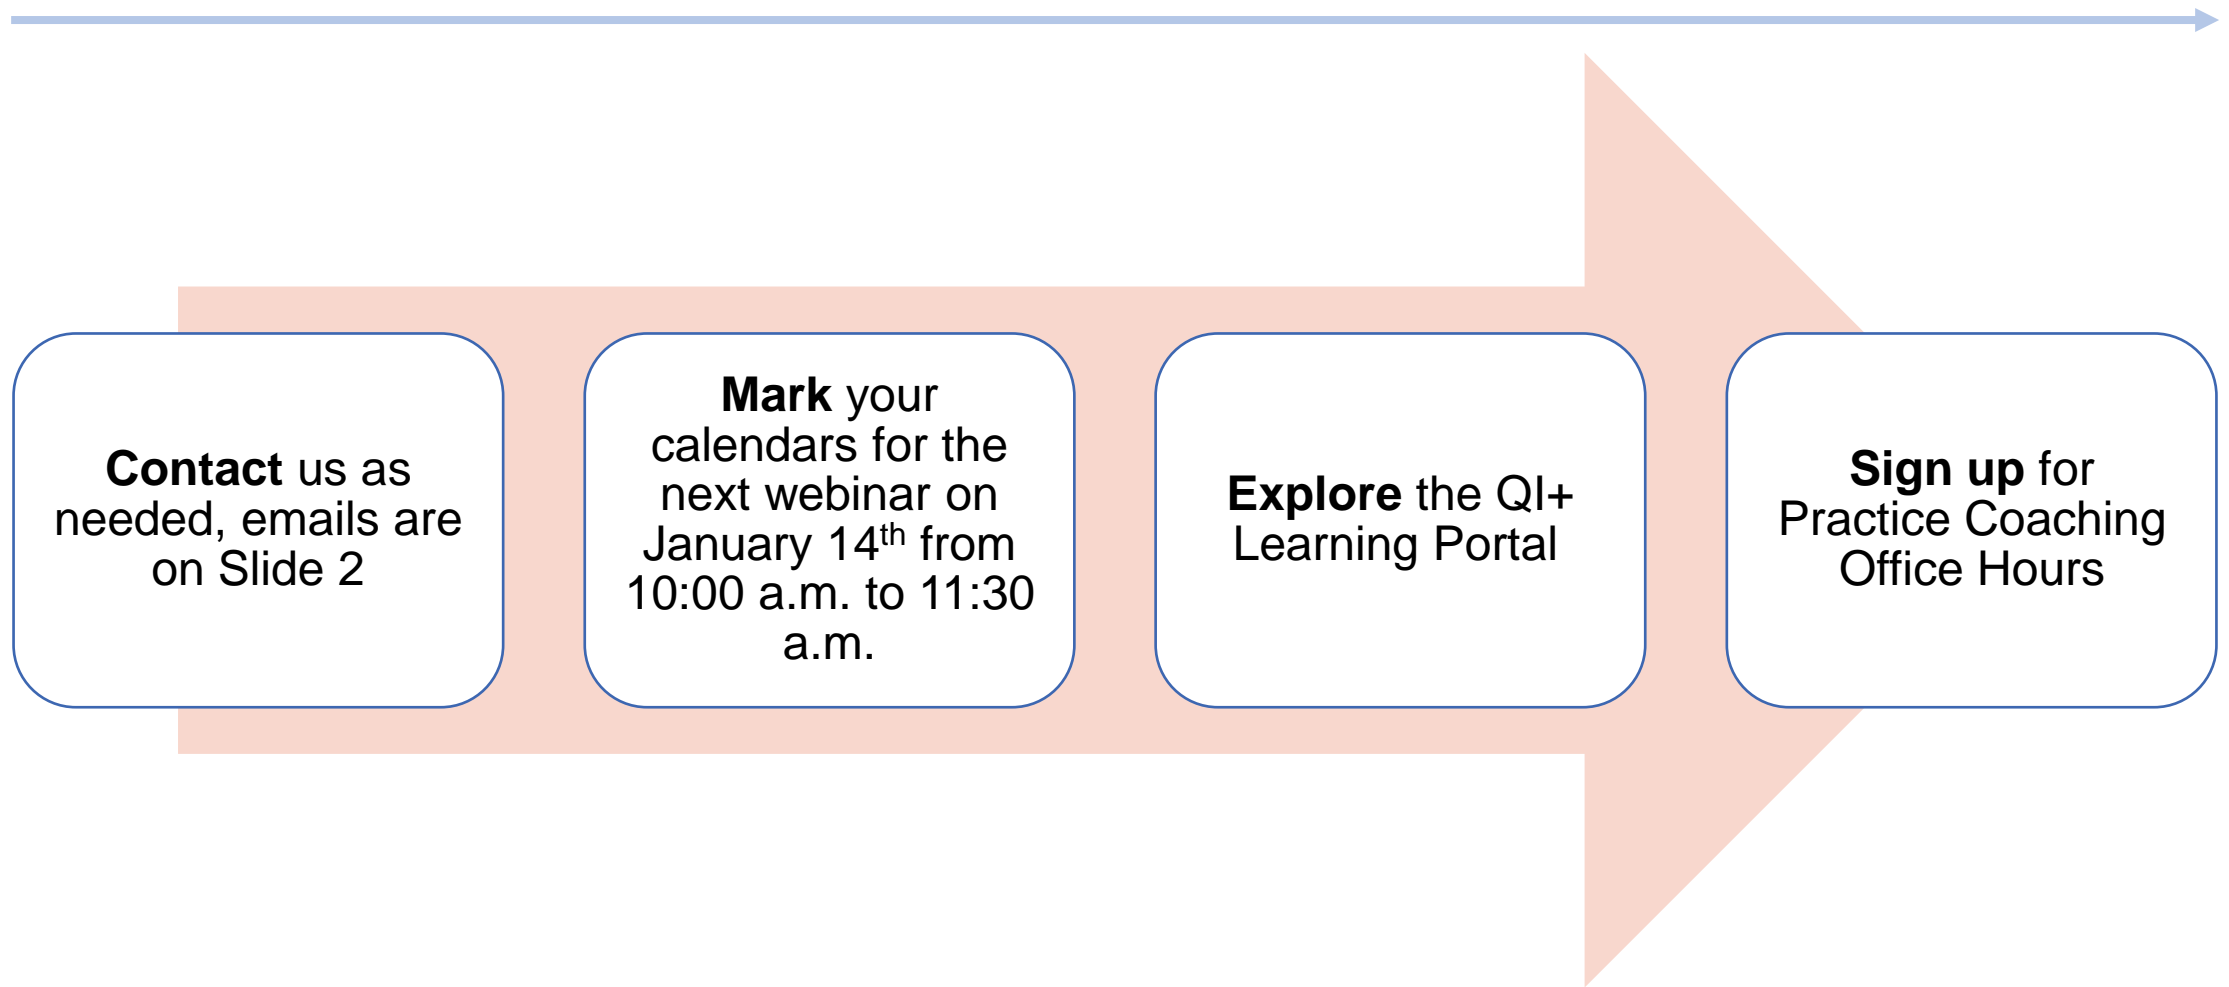 Contact us as
needed, emails are
on Slide 2
Mark your
calendars for the
next webinar on
January 14th from
10:00 a.m. to 11:30
a.m.
Explore the QI+
Learning Portal
Sign up for
Practice Coaching
Office Hours